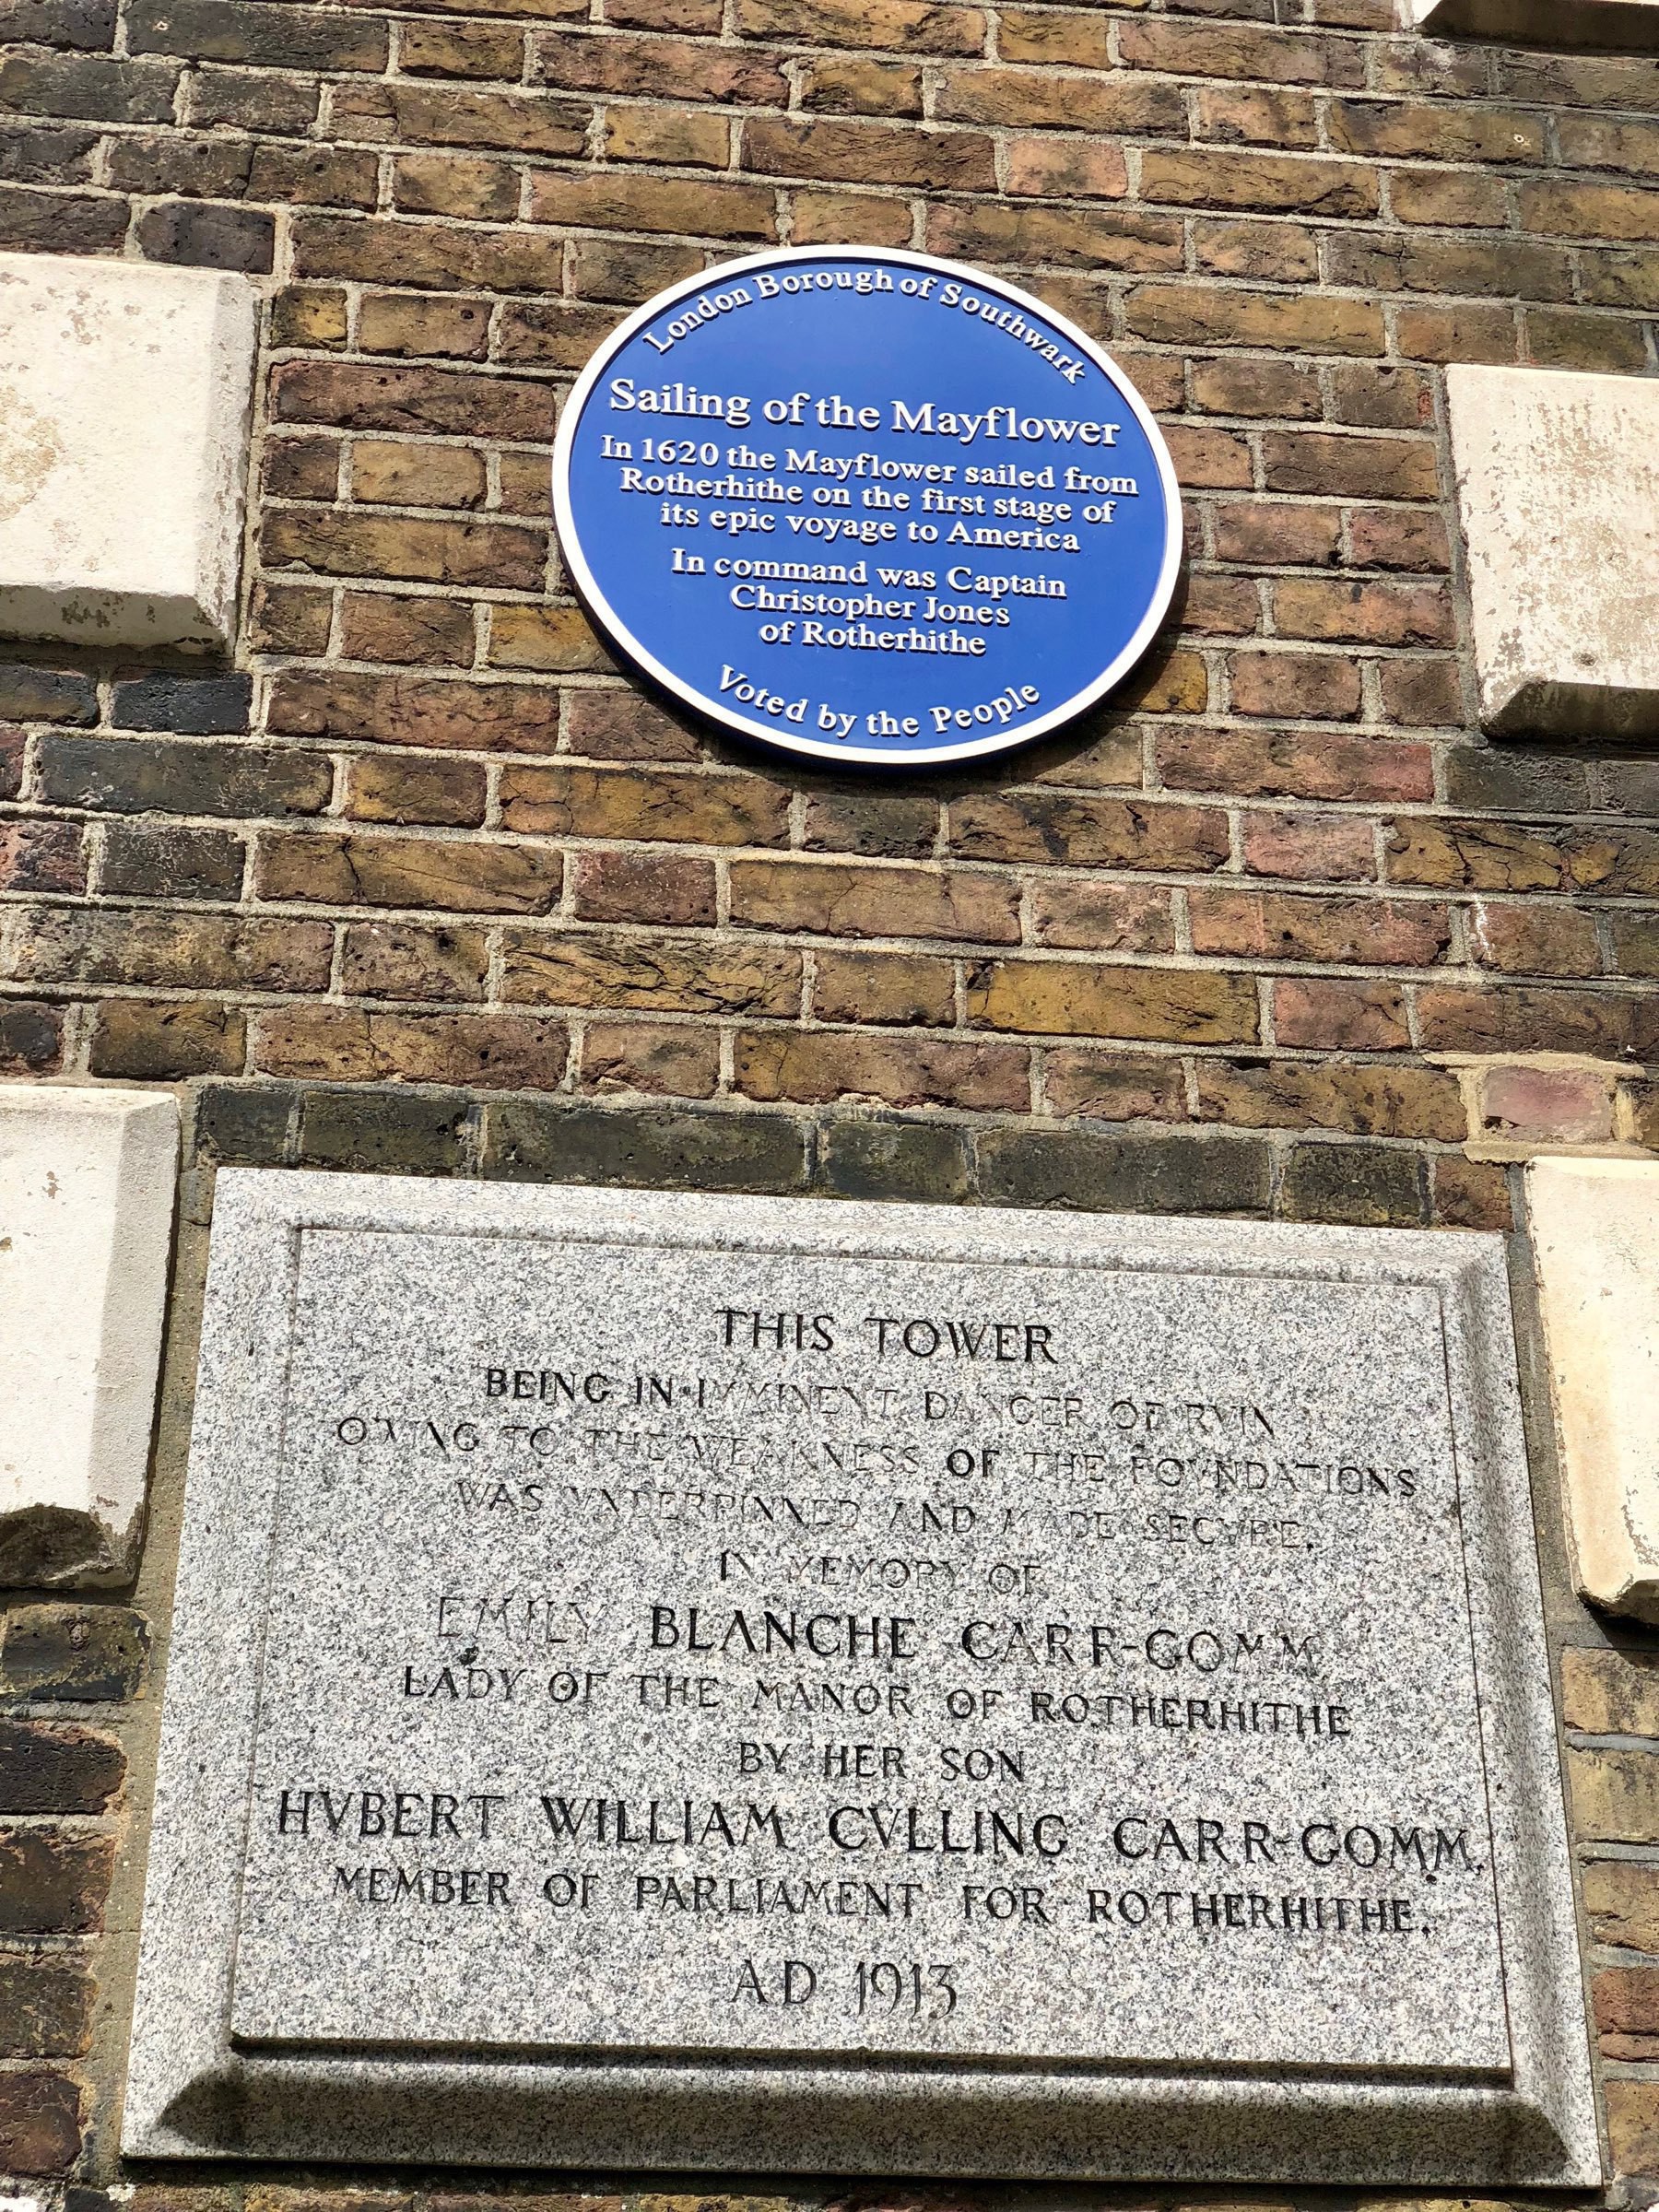 London Borough of Southwark
Sailing of the Mayflower
In 1620 the Mayflower sailed from
Rotherhithe on the first stage of
its epic voyage to America
In command was Captain
Christopher Jones
of Rotherhithe
Voted by the People
THIS TOWER
BEING IN IMMINENT DANGER OF RVIN
OWING TO THE WEAKNESS OF THE FOVNDATIONS
WAS VNDERPINNED AND MADE SECVRE,
IN MEMORY OF
EMILY BLANCHE CARR-GOMM
LADY OF THE MANOR OF ROTHERHITHE
BY HER SON
HVBERT WILLIAM CVLLING CARR-GOMM,
MEMBER OF PARLIAMENT FOR ROTHERHITHE.
AD 1913